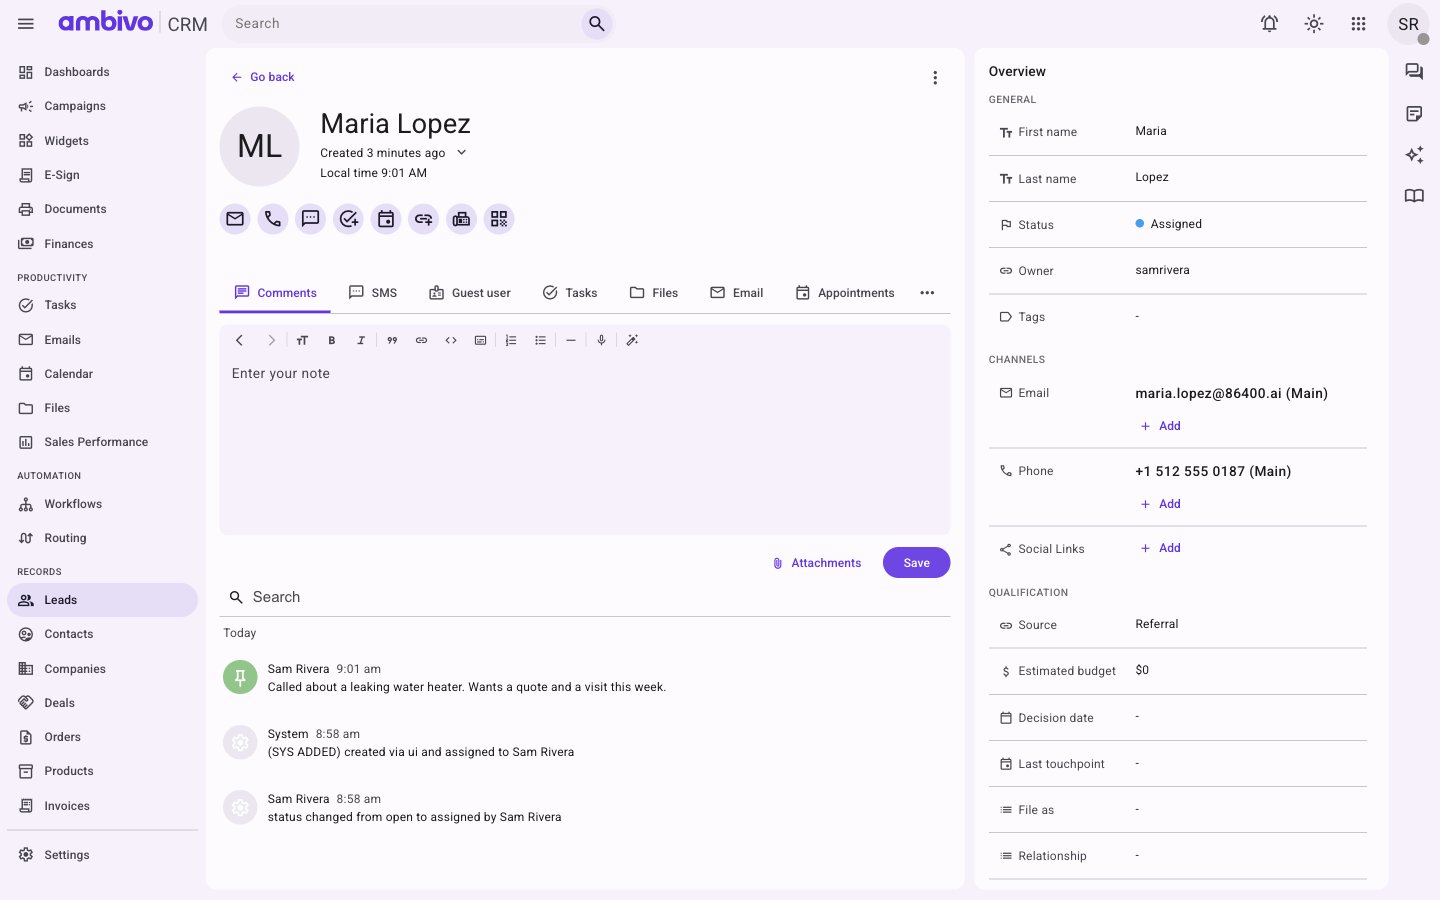 ambivo CRM
Search
SR
Dashboards
Campaigns
Widgets
E-Sign
Documents
Finances
PRODUCTIVITY
Tasks
Emails
Calendar
Files
Sales Performance
AUTOMATION
Workflows
Routing
RECORDS
Leads
Contacts
Companies
Deals
Orders
Products
Invoices
Settings
Go back
ML
Maria Lopez
Created 3 minutes ago
Local time 9:01 AM
Comments SMS Guest user Tasks Files Email Appointments
Enter your note
Attachments Save
Search
Today
Sam Rivera 9:01 am
Called about a leaking water heater. Wants a quote and a visit this week.
System 8:58 am
(SYS ADDED) created via ui and assigned to Sam Rivera
Sam Rivera 8:58 am
status changed from open to assigned by Sam Rivera
Overview
GENERAL
First name Maria
Last name Lopez
Status Assigned
Owner samrivera
Tags -
CHANNELS
Email maria.lopez@86400.ai (Main)
+ Add
Phone +1 512 555 0187 (Main)
+ Add
Social Links + Add
QUALIFICATION
Source Referral
Estimated budget $0
Decision date -
Last touchpoint -
File as -
Relationship -